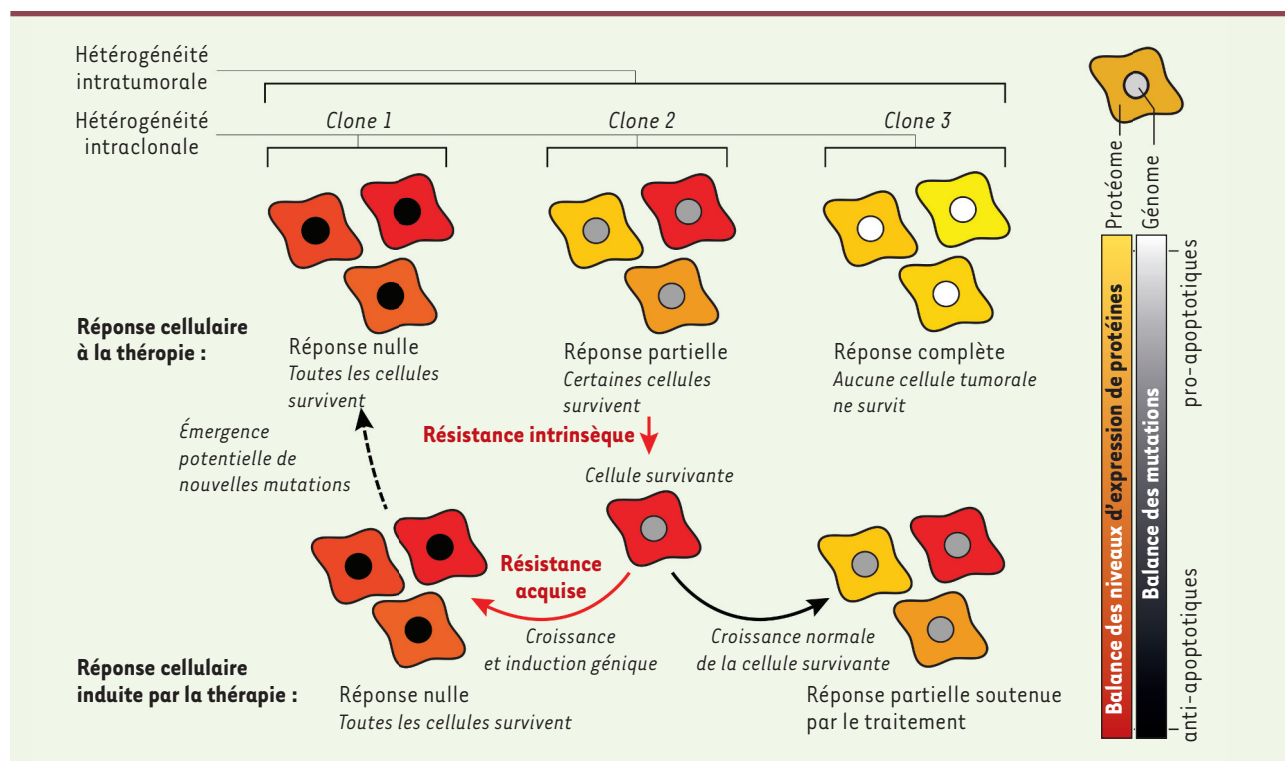 Hétérogénéité
intratumorale
Hétérogénéité
intraclonale
Clone 1
Clone 2
Clone 3
Réponse cellulaire
à la théropie :
Réponse nulle
Toutes les cellules
survivent
Réponse partielle
Certaines cellules
survivent
Réponse complète
Aucune cellule tumorale
ne survit
Émergence
potentielle de
nouvelles mutations
Résistance intrinsèque
Cellule survivante
Résistance
acquise
Croissance
et induction génique
Croissance normale
de la cellule survivante
Réponse cellulaire
induite par la thérapie :
Réponse nulle
Toutes les cellules survivent
Réponse partielle soutenue
par le traitement
Protéome
Génome
Balance des niveaux d'expression de protéines
Balance des mutations
pro-apoptotiques
anti-apoptotiques